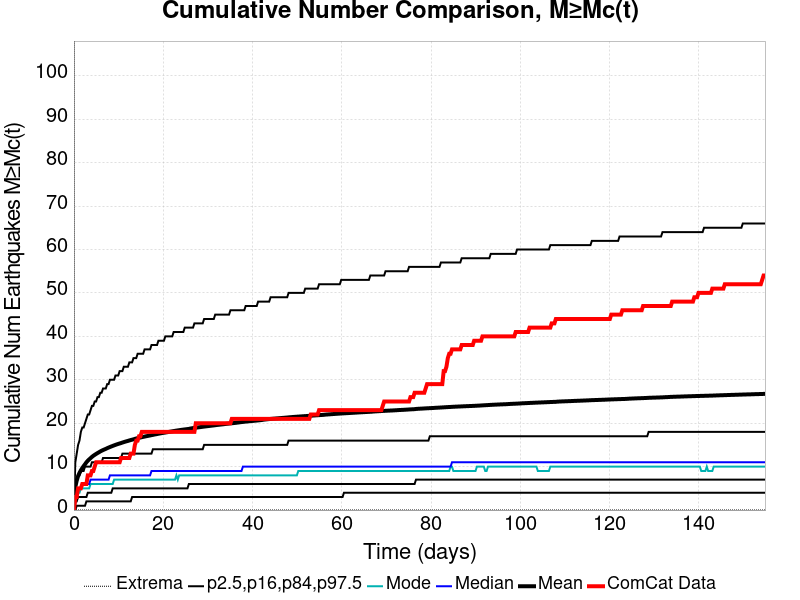 Cumulative Number Comparison, M≥Mc(t)
Cumulative Num Earthquakes M≥Mc(t)
100
90
80
70
60
50
40
30
20
10
0
0 20 40 60 80 100 120 140
Time (days)
Extrema p2.5,p16,p84,p97.5 Mode Median Mean ComCat Data